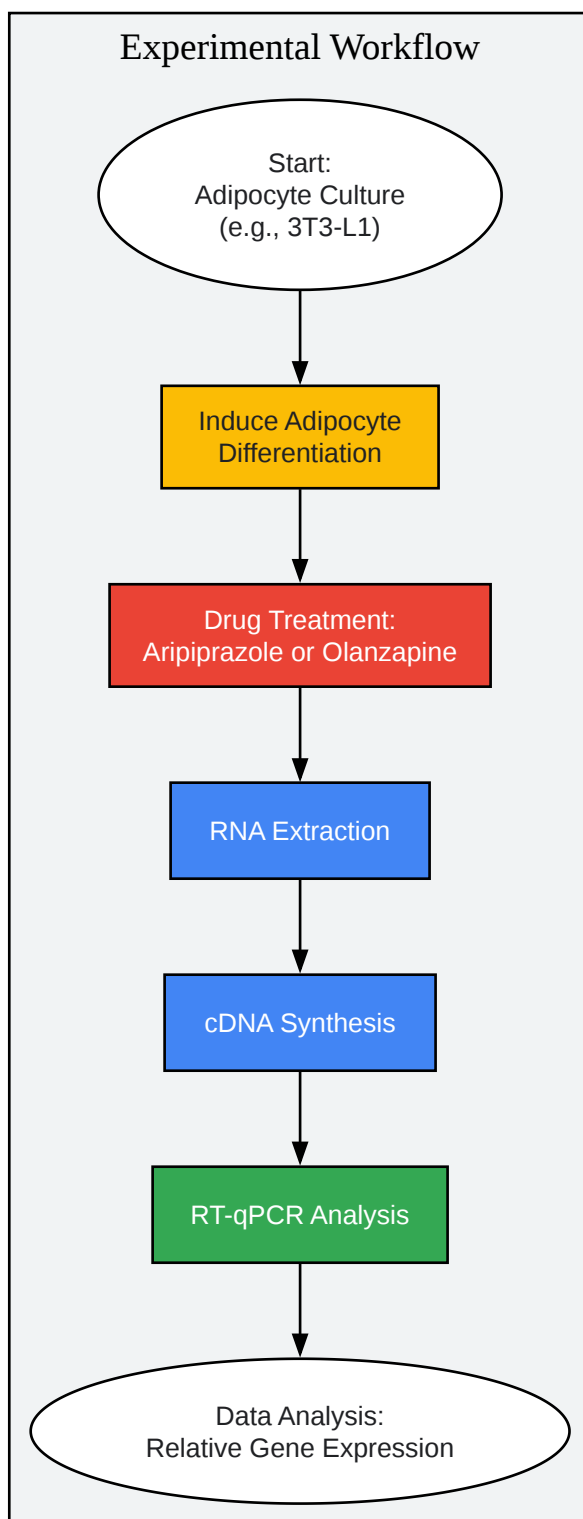 Experimental Workflow
Start:
Adipocyte Culture
(e.g., 3T3-L1)
Induce Adipocyte
Differentiation
Drug Treatment:
Aripiprazole or Olanzapine
RNA Extraction
cDNA Synthesis
RT-qPCR Analysis
Data Analysis:
Relative Gene Expression